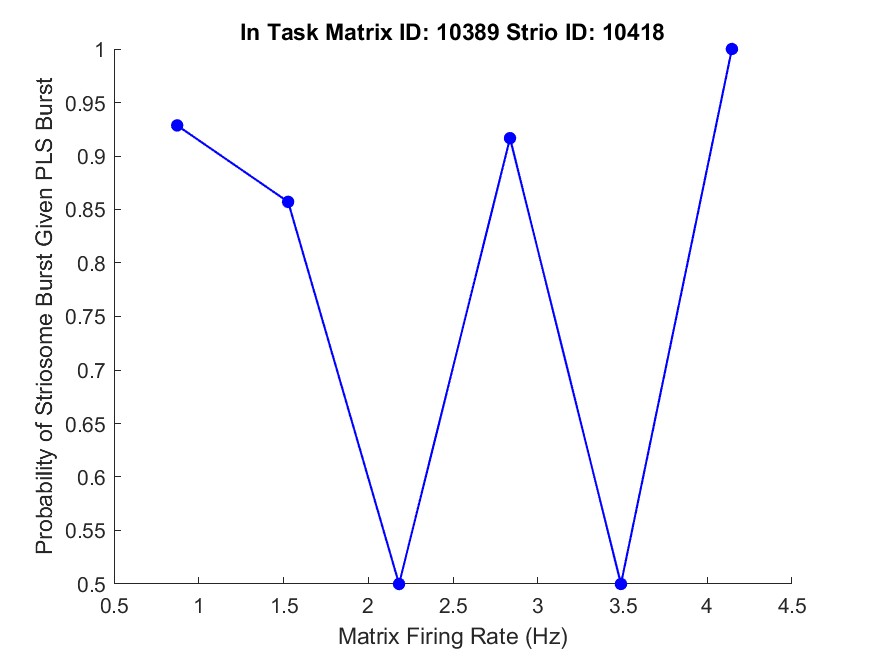 In Task Matrix ID: 10389 Strio ID: 10418
Probability of Striosome Burst Given PLS Burst
1
0.95
0.9
0.85
0.8
0.75
0.7
0.65
0.6
0.55
0.5
0.5 1 1.5 2 2.5 3 3.5 4 4.5
Matrix Firing Rate (Hz)